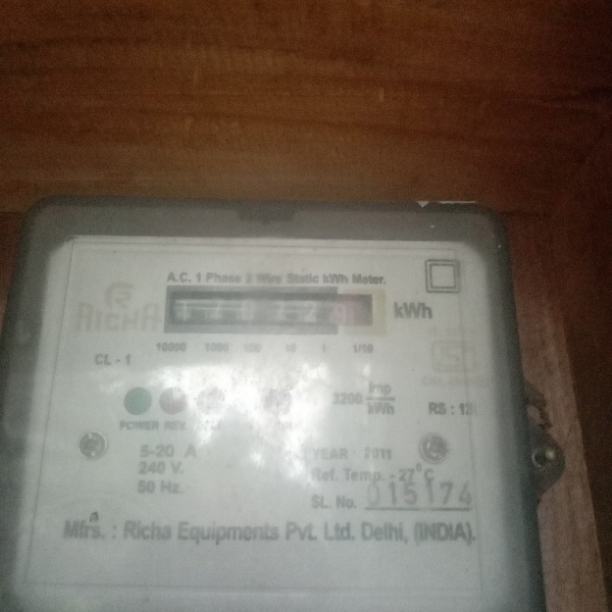 A.C. 1 Phase 2 Wire Static kWh Meter.
RICHA
kWh
10000 1000 100 10 1 1/10
CL - 1
3200 Imp/kWh
POWER REV.
5-20 A
240 V.
50 Hz.
YEAR : 2011
Ref. Temp. - 27°C
SL. No. 015174
Mfrs. : Richa Equipments Pvt. Ltd. Delhi, (INDIA).